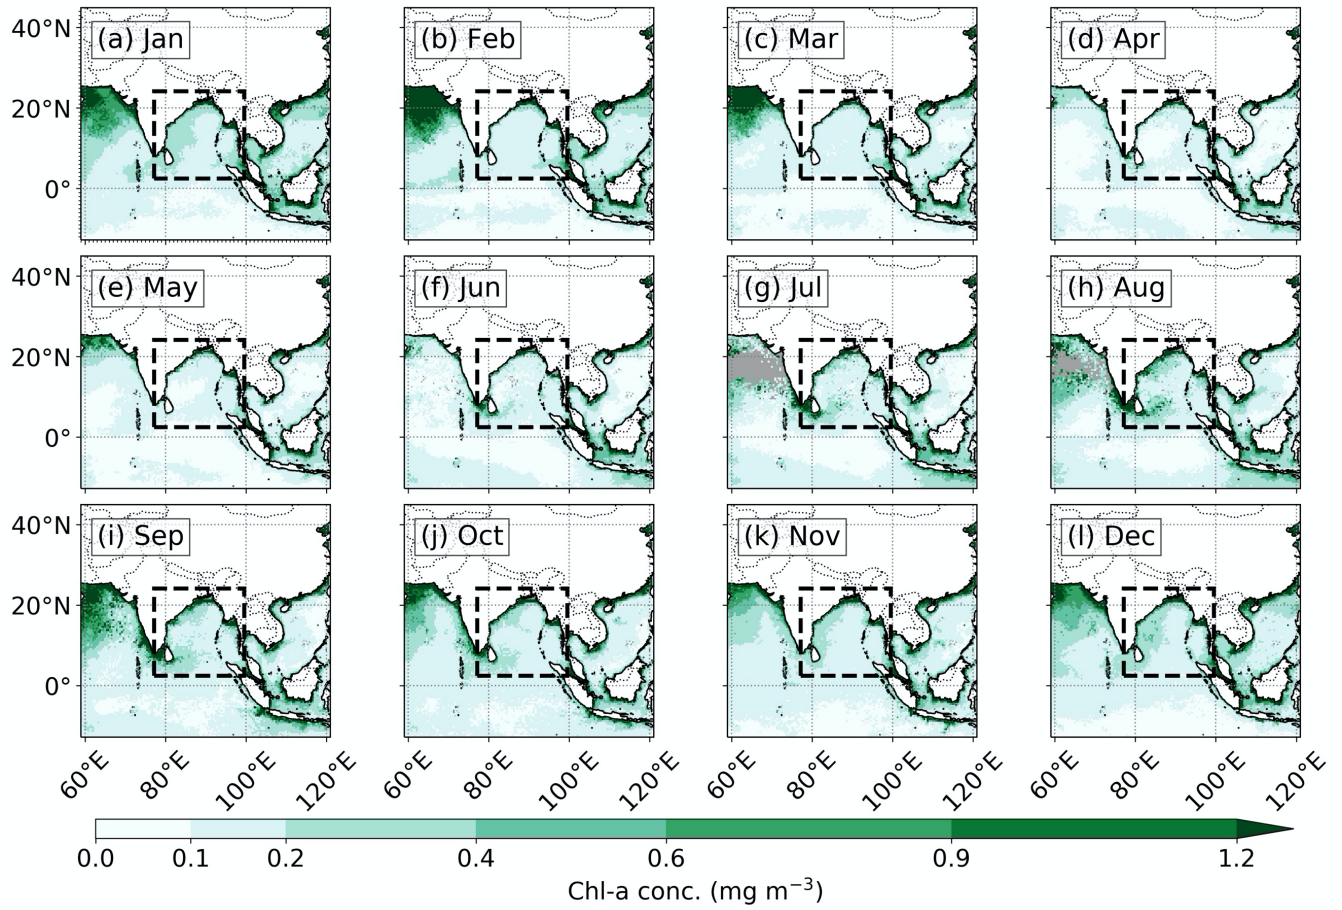 (a) Jan
(b) Feb
(c) Mar
(d) Apr
40°N
20°N
0°
(e) May
(f) Jun
(g) Jul
(h) Aug
40°N
20°N
0°
(i) Sep
(j) Oct
(k) Nov
(l) Dec
40°N
20°N
0°
60°E 80°E 100°E 120°E 60°E 80°E 100°E 120°E 60°E 80°E 100°E 120°E 60°E 80°E 100°E 120°E
0.0 0.1 0.2 0.4 0.6 0.9 1.2
Chl-a conc. (mg m⁻³)